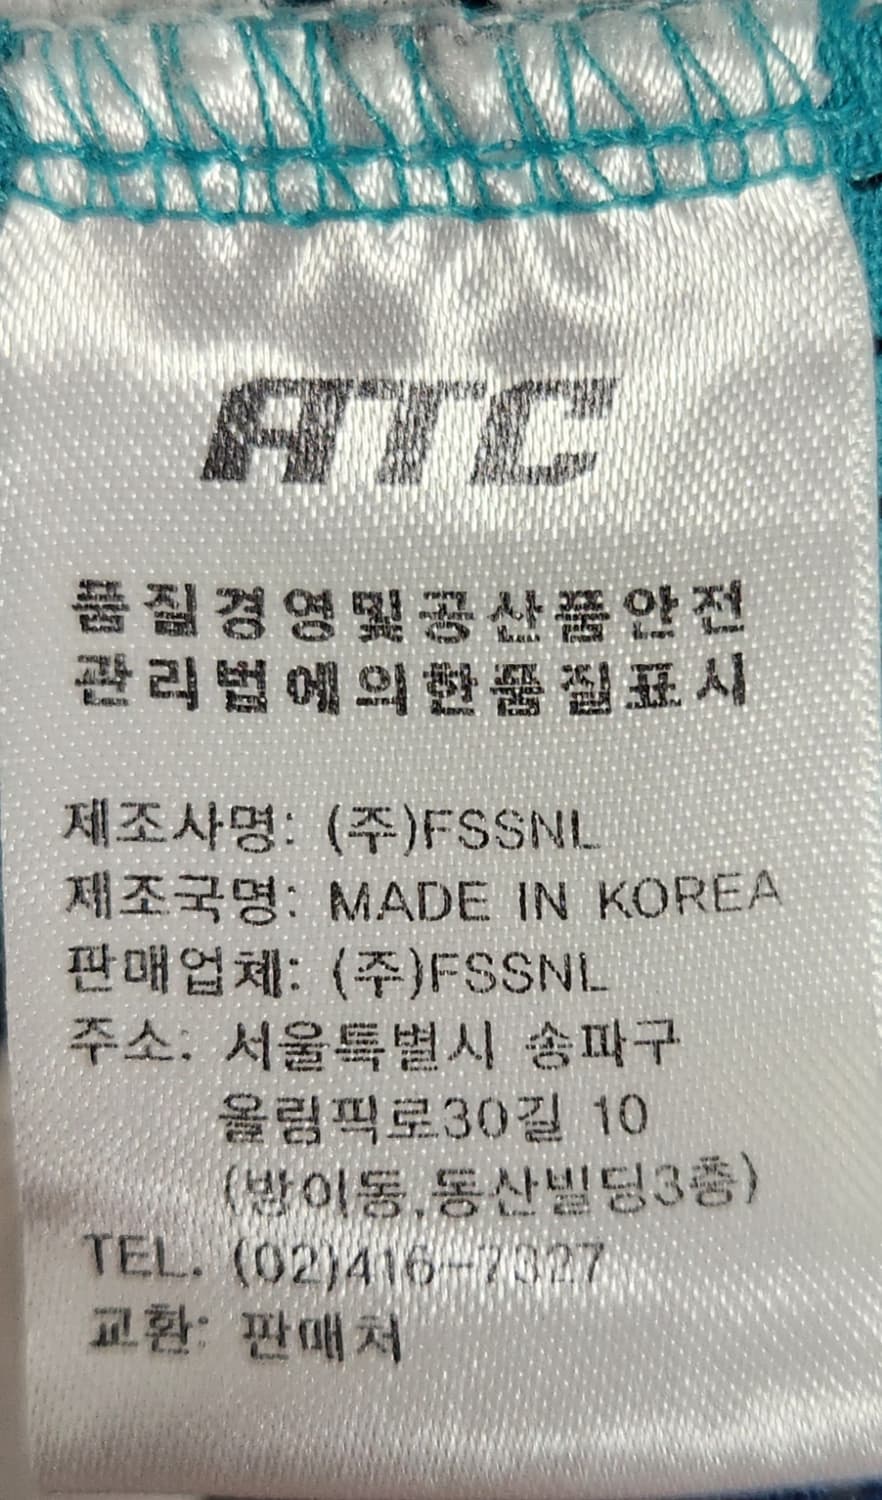 ATC
품질경영및공산품안전
관리법에의한품질표시
제조사명: (주)FSSNL
제조국명: MADE IN KOREA
판매업체: (주)FSSNL
주소: 서울특별시 송파구
올림픽로30길 10
(방이동,동산빌딩3층)
TEL. (02)416-7327
교환: 판매처